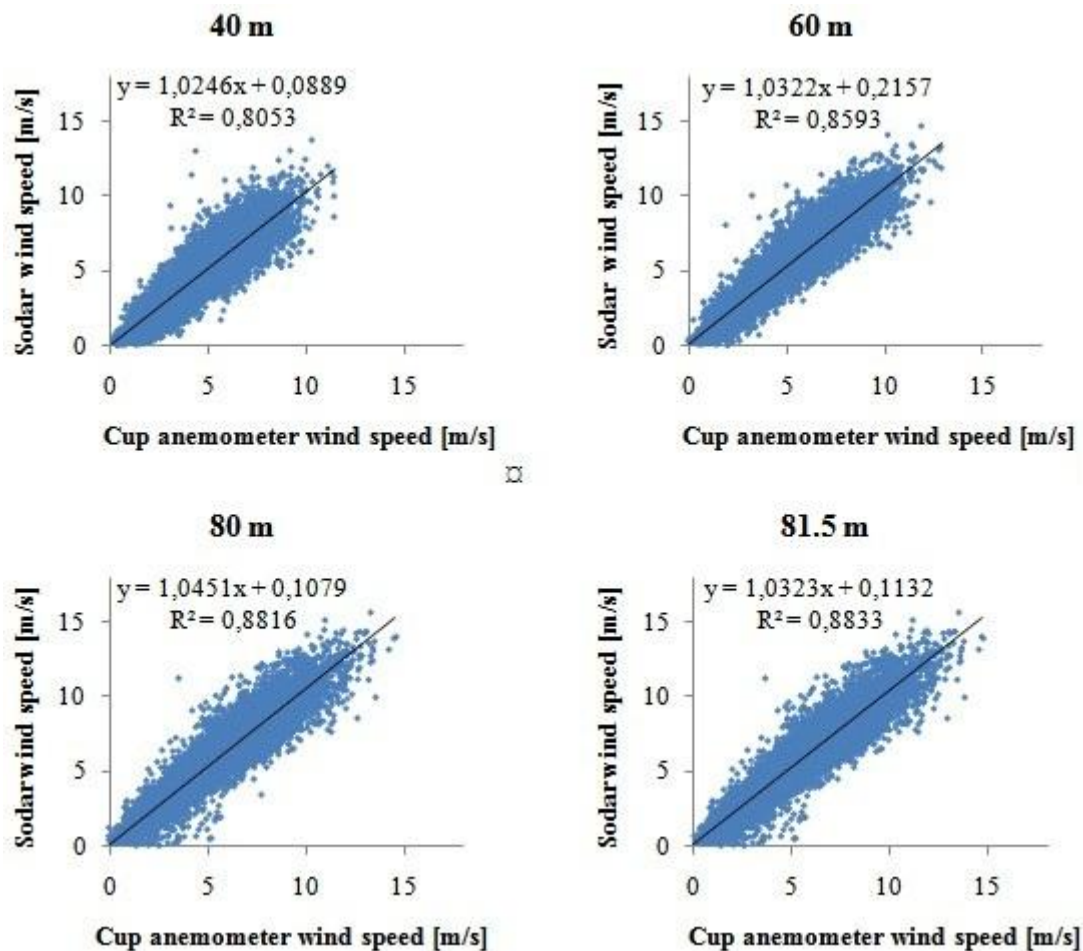 40 m
y = 1,0246x + 0,0889
R² = 0,8053
Sodar wind speed [m/s]
15
10
5
0
0 5 10 15
Cup anemometer wind speed [m/s]
60 m
y = 1,0322x + 0,2157
R² = 0,8593
Sodar wind speed [m/s]
15
10
5
0
0 5 10 15
Cup anemometer wind speed [m/s]
¤
80 m
y = 1,0451x + 0,1079
R² = 0,8816
Sodarwind speed [m/s]
15
10
5
0
0 5 10 15
Cup anemometer wind speed [m/s]
81.5 m
y = 1,0323x + 0,1132
R² = 0,8833
Sodarwind speed [m/s]
15
10
5
0
0 5 10 15
Cup anemometer wind speed [m/s]